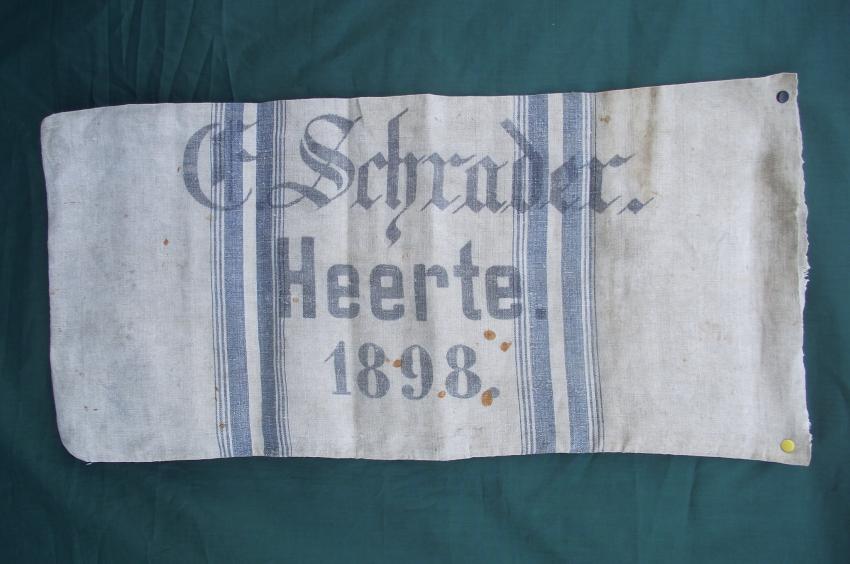 E. Schrader.
Heerte.
1898.